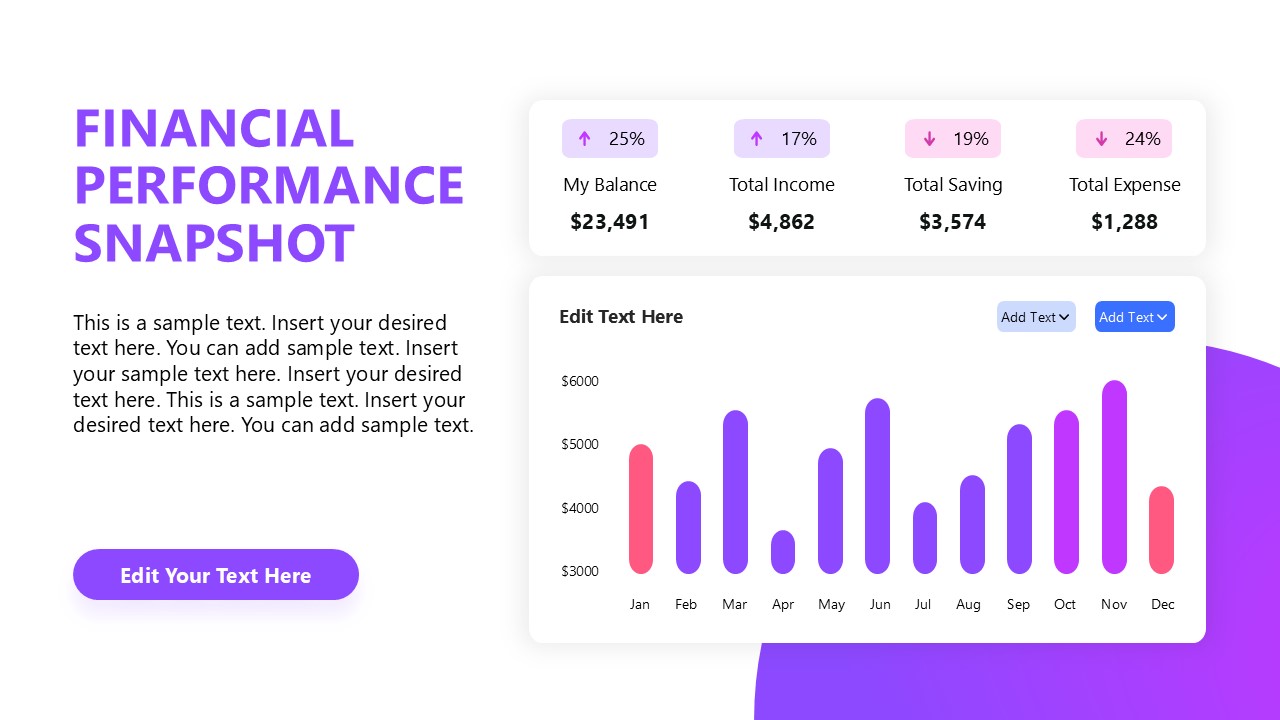 FINANCIAL
PERFORMANCE
SNAPSHOT
This is a sample text. Insert your desired
text here. You can add sample text. Insert
your sample text here. Insert your desired
text here. This is a sample text. Insert your
desired text here. You can add sample text.
Edit Your Text Here
25% 17% 19% 24%
My Balance Total Income Total Saving Total Expense
$23,491 $4,862 $3,574 $1,288
Edit Text Here Add Text Add Text
$6000
$5000
$4000
$3000
Jan Feb Mar Apr May Jun Jul Aug Sep Oct Nov Dec